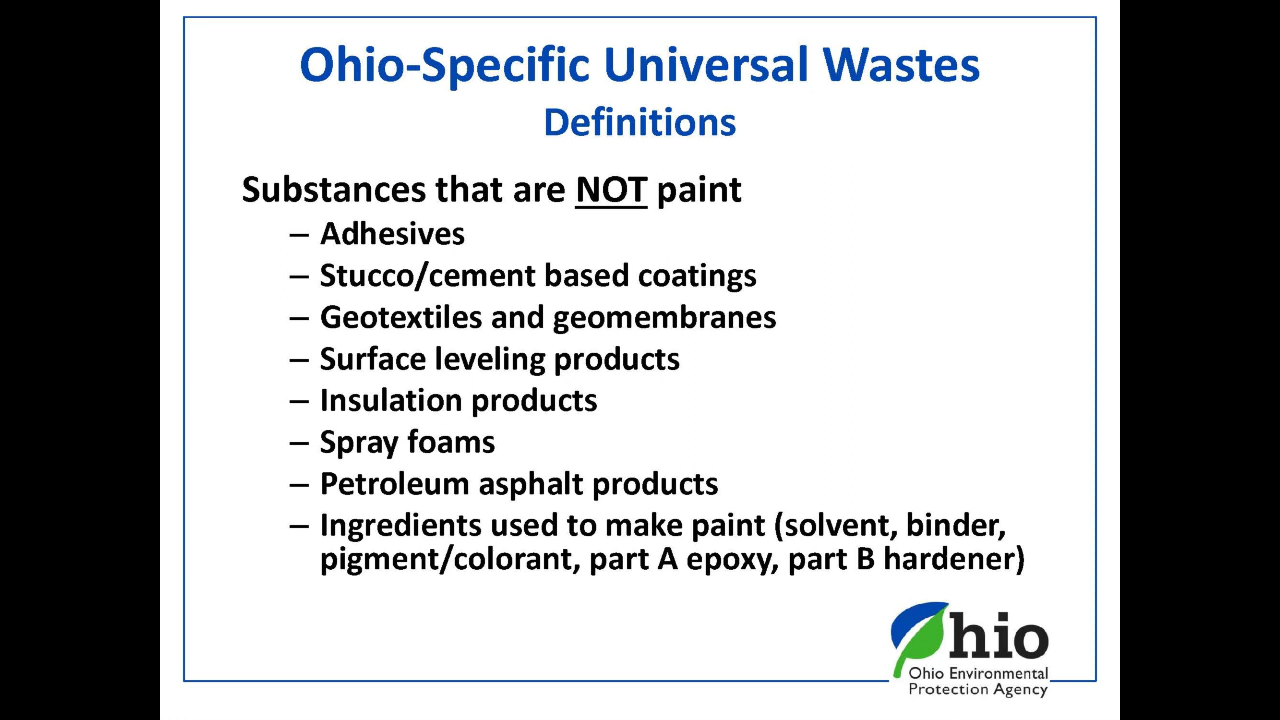 Ohio-Specific Universal Wastes
Definitions
Substances that are NOT paint
– Adhesives
– Stucco/cement based coatings
– Geotextiles and geomembranes
– Surface leveling products
– Insulation products
– Spray foams
– Petroleum asphalt products
– Ingredients used to make paint (solvent, binder,
pigment/colorant, part A epoxy, part B hardener)
Ohio
Ohio Environmental
Protection Agency